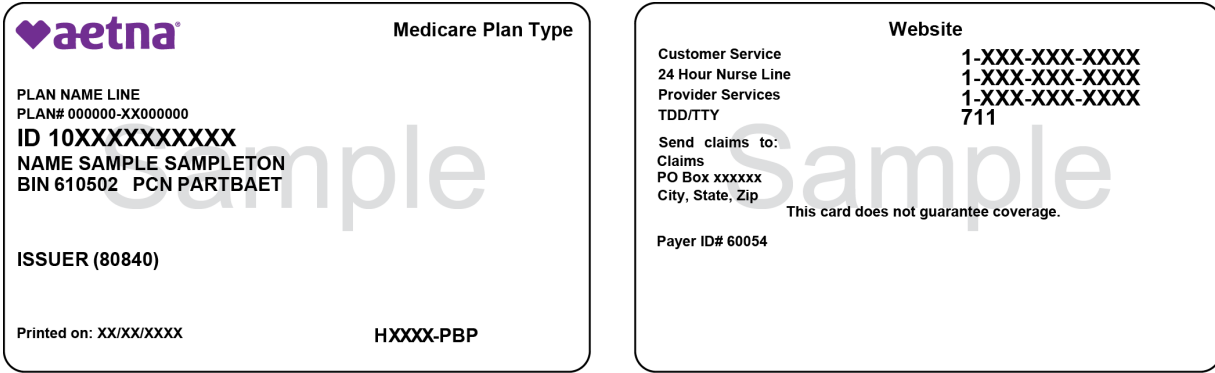 aetna®
Medicare Plan Type
PLAN NAME LINE
PLAN# 000000-XX000000
ID 10XXXXXXXXXX
NAME SAMPLE SAMPLETON
BIN 610502 PCN PARTBAET
Sample
ISSUER (80840)
Printed on: XX/XX/XXXX
HXXXX-PBP
Website
Customer Service 1-XXX-XXX-XXXX
24 Hour Nurse Line 1-XXX-XXX-XXXX
Provider Services 1-XXX-XXX-XXXX
TDD/TTY 711
Send claims to:
Claims
PO Box xxxxxx
City, State, Zip
Sample
This card does not guarantee coverage.
Payer ID# 60054